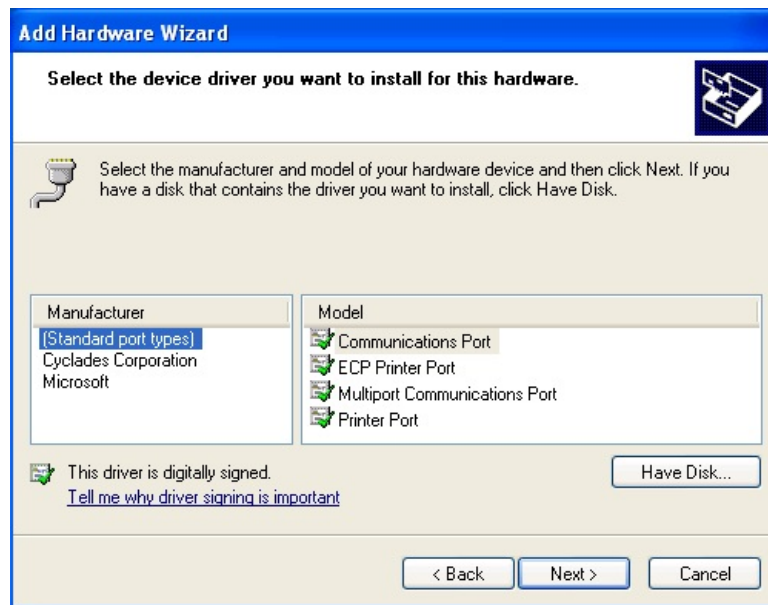 Add Hardware Wizard
Select the device driver you want to install for this hardware.
Select the manufacturer and model of your hardware device and then click Next. If you
have a disk that contains the driver you want to install, click Have Disk.
Manufacturer
(Standard port types)
Cyclades Corporation
Microsoft
Model
Communications Port
ECP Printer Port
Multiport Communications Port
Printer Port
This driver is digitally signed.
Tell me why driver signing is important
Have Disk...
< Back
Next >
Cancel